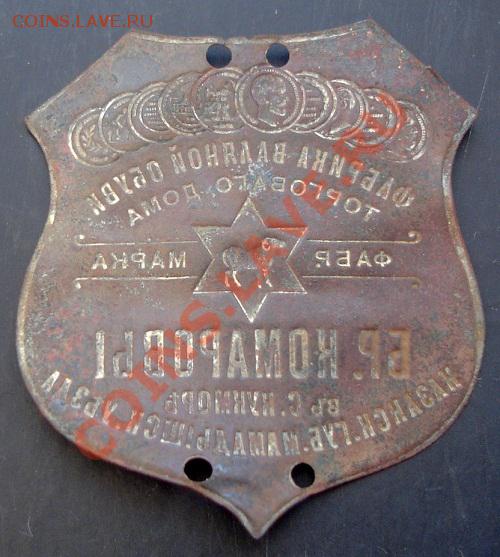 COINS.LAVE.RU
ФАБРИКА ВАЛЯНОЙ ОБУВИ
ТОРГОВАГО ДОМА
ФАБР. МАРКА
БР. КОМАРОВЫ
ВЪ С. КУКМОРѢ
КАЗАНСК. ГУБ. МАМАДЫШСК. УѢЗДА
COINS.LAVE.RU